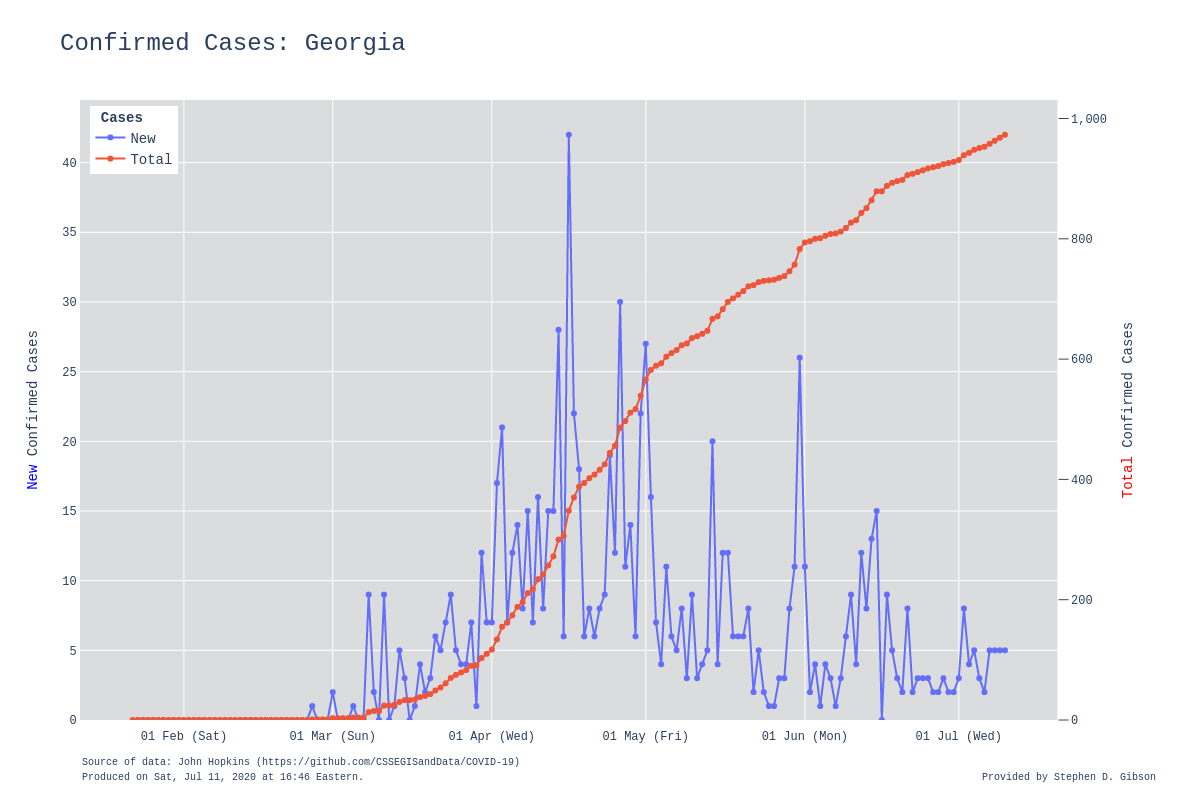 Confirmed Cases: Georgia
Cases
New
Total
40
35
30
25
20
15
10
5
0
1,000
800
600
400
200
0
New Confirmed Cases
Total Confirmed Cases
01 Feb (Sat) 01 Mar (Sun) 01 Apr (Wed) 01 May (Fri) 01 Jun (Mon) 01 Jul (Wed)
Source of data: John Hopkins (https://github.com/CSSEGISandData/COVID-19)
Produced on Sat, Jul 11, 2020 at 16:46 Eastern.
Provided by Stephen D. Gibson